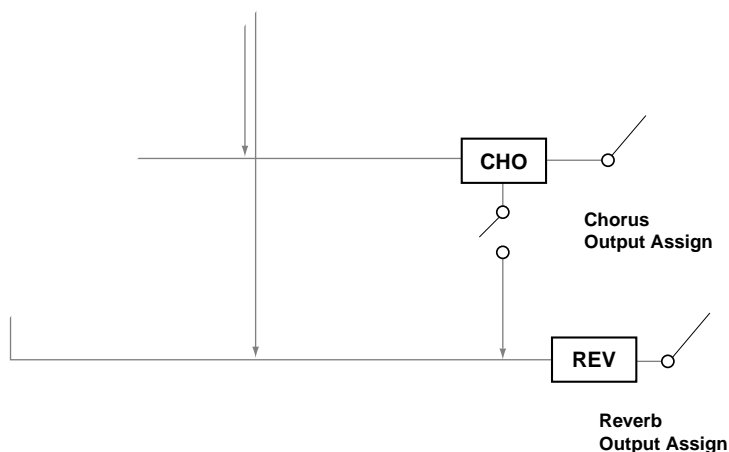 CHO
Chorus
Output Assign
REV
Reverb
Output Assign